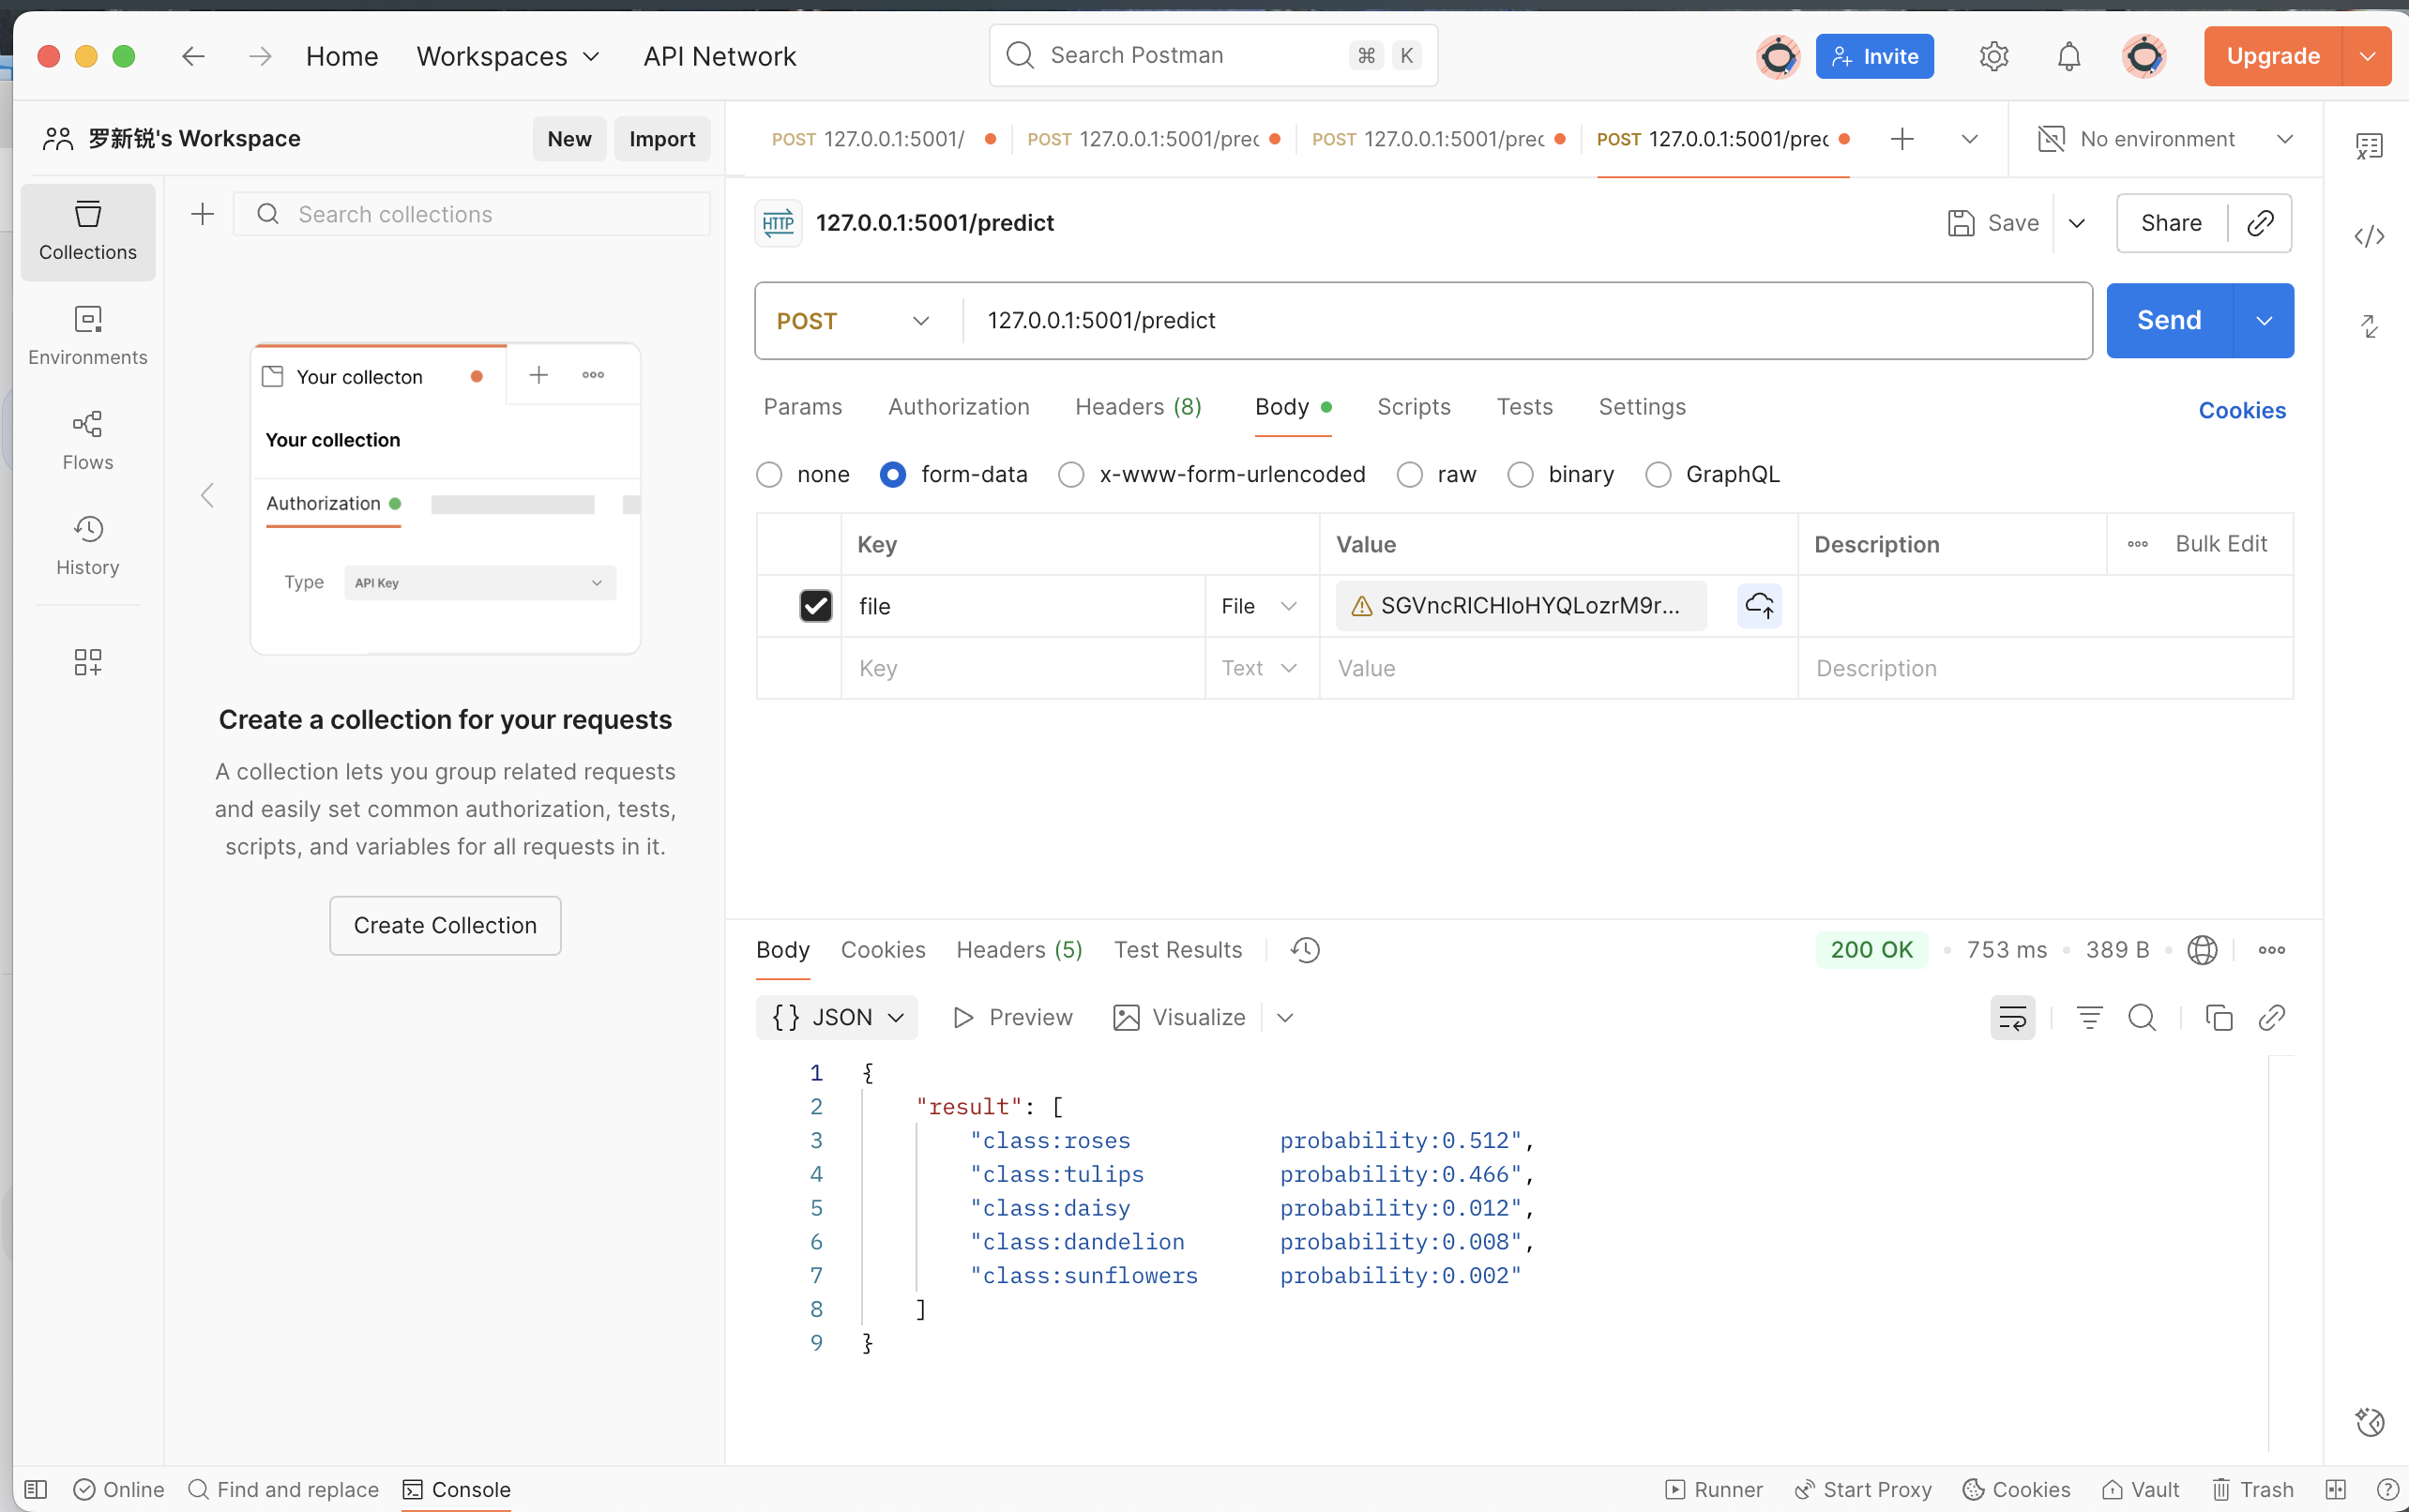 Home Workspaces API Network Search Postman ⌘ K Invite Upgrade
罗新锐's Workspace New Import POST 127.0.0.1:5001/ POST 127.0.0.1:5001/prec POST 127.0.0.1:5001/prec POST 127.0.0.1:5001/prec No environment
Collections
Environments
Flows
History
Search collections
Your collecton
Your collection
Authorization
Type API Key
Create a collection for your requests
A collection lets you group related requests
and easily set common authorization, tests,
scripts, and variables for all requests in it.
Create Collection
HTTP 127.0.0.1:5001/predict Save Share
POST 127.0.0.1:5001/predict Send
Params Authorization Headers (8) Body Scripts Tests Settings Cookies
none form-data x-www-form-urlencoded raw binary GraphQL
Key Value Description Bulk Edit
file File SGVncRlCHloHYQLozrM9r...
Key Text Value Description
Body Cookies Headers (5) Test Results 200 OK 753 ms 389 B
{} JSON Preview Visualize
1 {
2 "result": [
3 "class:roses probability:0.512",
4 "class:tulips probability:0.466",
5 "class:daisy probability:0.012",
6 "class:dandelion probability:0.008",
7 "class:sunflowers probability:0.002"
8 ]
9 }
Online Find and replace Console Runner Start Proxy Cookies Vault Trash